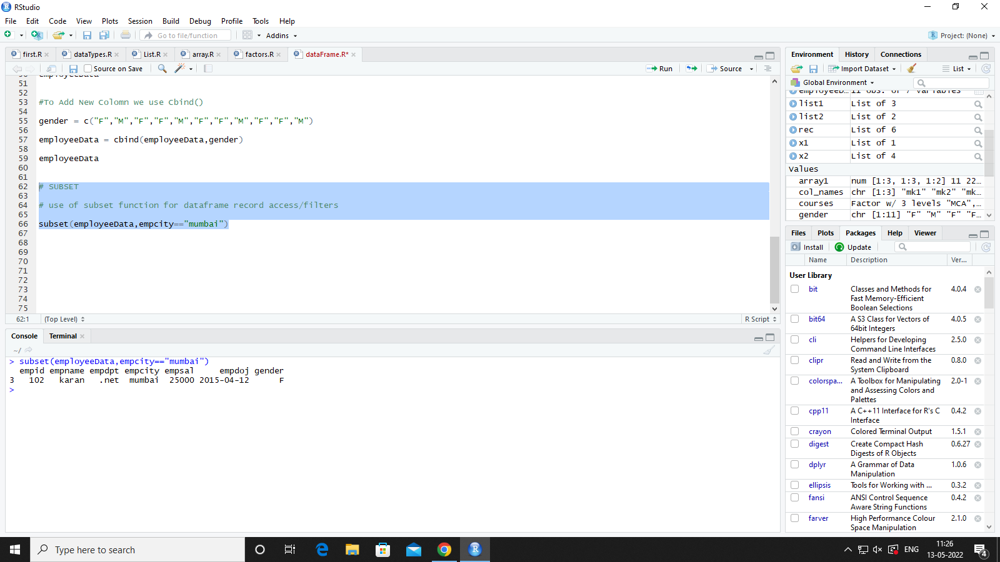 RStudio
File Edit Code View Plots Session Build Debug Profile Tools Help
Go to file/function Addins Project: (None)
first.R dataTypes.R List.R array.R factors.R dataFrame.R*
Source on Save Run Source
50 employeeData
51
52
53 #To Add New Colomn we use Cbind()
54
55 gender = c("F","M","F","F","M","F","F","M","F","F","M")
56
57 employeeData = cbind(employeeData,gender)
58
59 employeeData
60
61
62 # SUBSET
63
64 # use of subset function for dataframe record access/filters
65
66 subset(employeeData,empcity=="mumbai")
67
68
69
70
71
72
73
74
75
62:1 (Top Level) R Script
Console Terminal
~/
> subset(employeeData,empcity=="mumbai")
empid empname empdpt empcity empsal empdoj gender
3 102 karan .net mumbai 25000 2015-04-12 F
>
Environment History Connections
Import Dataset List
Global Environment
employeeD... 11 obs. of 7 variables
list1 List of 3
list2 List of 2
rec List of 6
x1 List of 1
x2 List of 4
Values
array1 num [1:3, 1:3, 1:2] 11 22...
col_names chr [1:3] "mk1" "mk2" "mk...
courses Factor w/ 3 levels "MCA",...
gender chr [1:11] "F" "M" "F" "F...
Files Plots Packages Help Viewer
Install Update
Name Description Ver...
User Library
bit Classes and Methods for 4.0.4
Fast Memory-Efficient
Boolean Selections
bit64 A S3 Class for Vectors of 4.0.5
64bit Integers
cli Helpers for Developing 2.5.0
Command Line Interfaces
clipr Read and Write from the 0.8.0
System Clipboard
colorspa... A Toolbox for Manipulating 2.0-1
and Assessing Colors and
Palettes
cpp11 A C++11 Interface for R's C 0.4.2
Interface
crayon Colored Terminal Output 1.5.1
digest Create Compact Hash 0.6.27
Digests of R Objects
dplyr A Grammar of Data 1.0.6
Manipulation
ellipsis Tools for Working with ... 0.3.2
fansi ANSI Control Sequence 0.4.2
Aware String Functions
farver High Performance Colour 2.1.0
Space Manipulation
Type here to search
ENG
11:26
13-05-2022
4